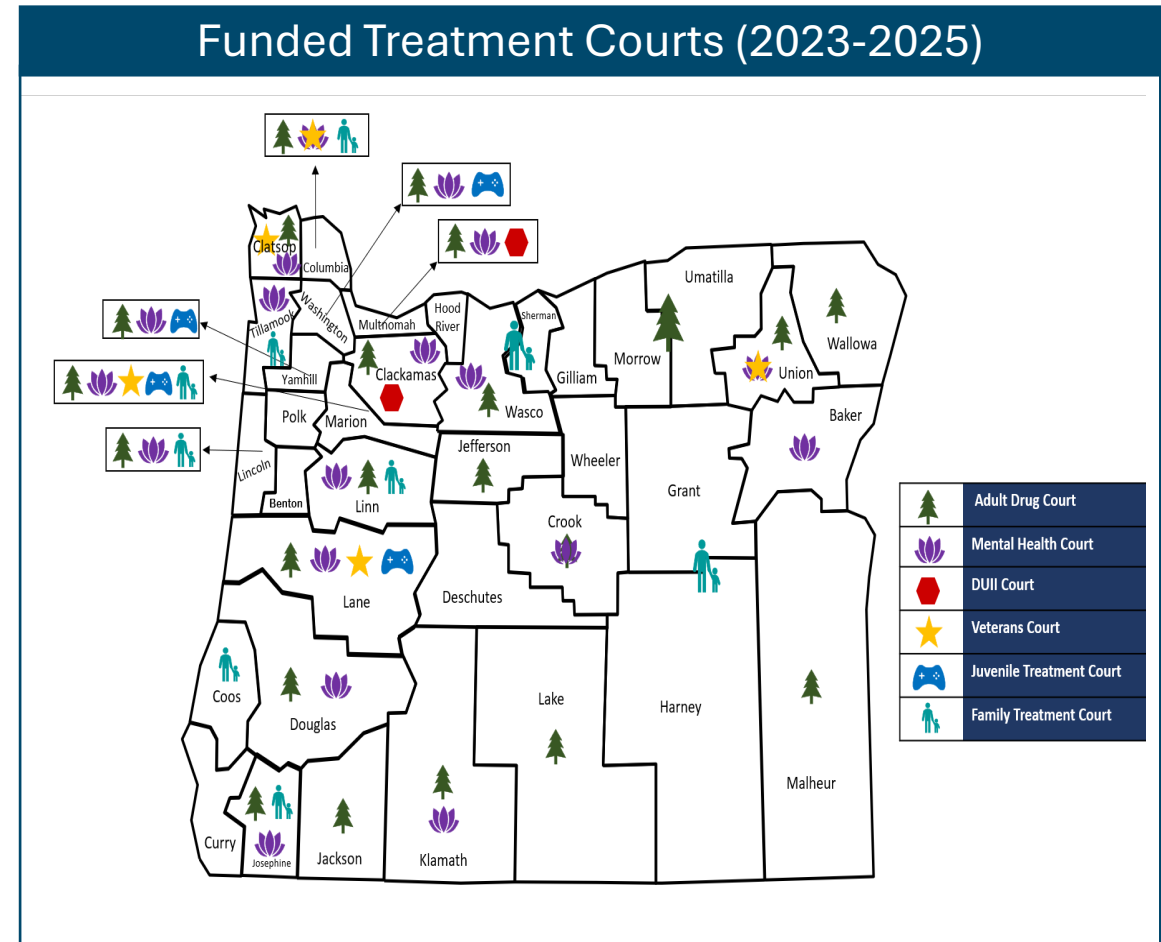 Funded Treatment Courts (2023-2025)
Clatsop
Columbia
Tillamook
Washington
Multnomah
Hood
River
Sherman
Umatilla
Morrow
Gilliam
Wallowa
Union
Yamhill
Clackamas
Wasco
Baker
Polk
Marion
Jefferson
Wheeler
Grant
Lincoln
Benton
Linn
Crook
Lane
Deschutes
Coos
Douglas
Lake
Harney
Malheur
Curry
Josephine
Jackson
Klamath
Adult Drug Court
Mental Health Court
DUII Court
Veterans Court
Juvenile Treatment Court
Family Treatment Court